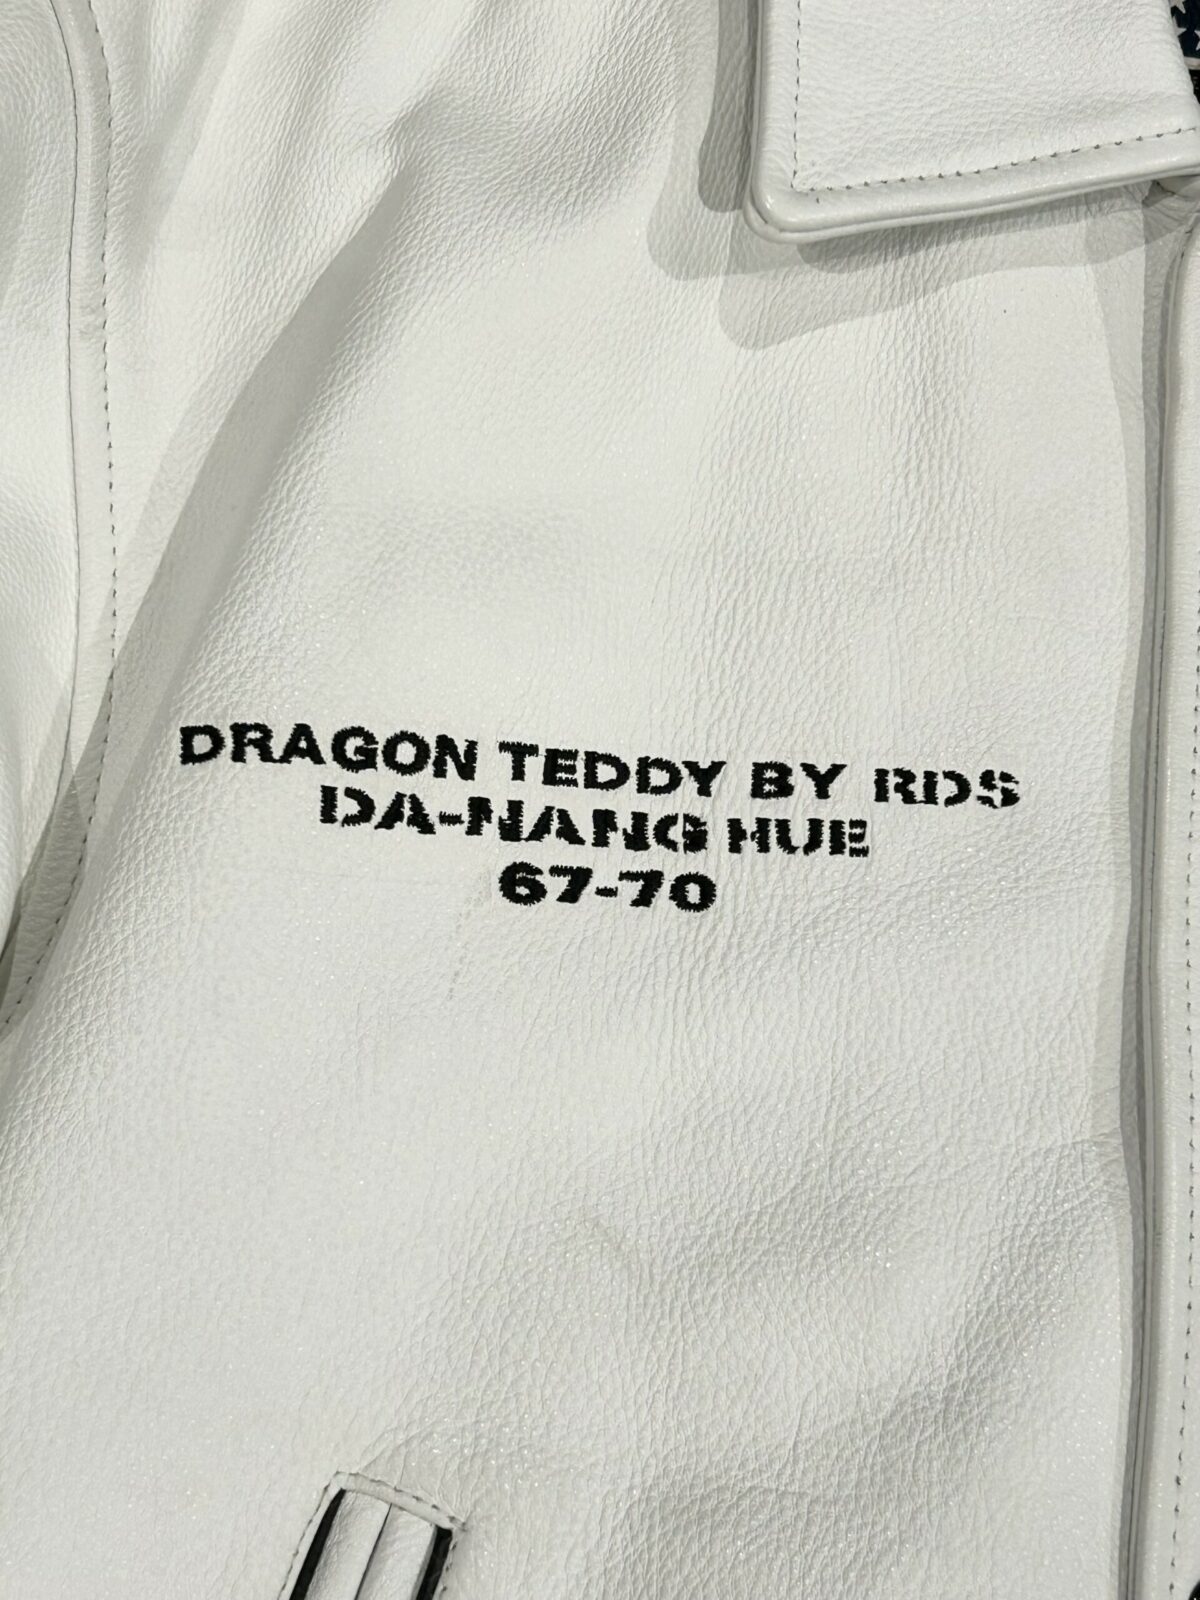 DRAGON TEDDY BY RDS
DA-NANG HUE
67-70